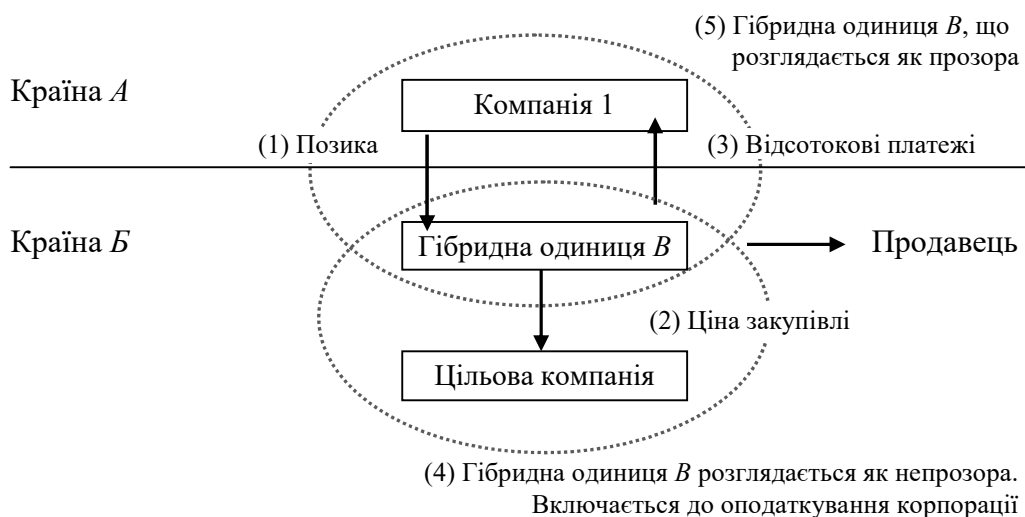 (5) Гібридна одиниця В, що
розглядається як прозора
Країна А
Компанія 1
(1) Позика
(3) Відсоткові платежі
Країна Б
Гібридна одиниця В
Продавець
(2) Ціна закупівлі
Цільова компанія
(4) Гібридна одиниця В розглядається як непрозора.
Включається до оподаткування корпорації